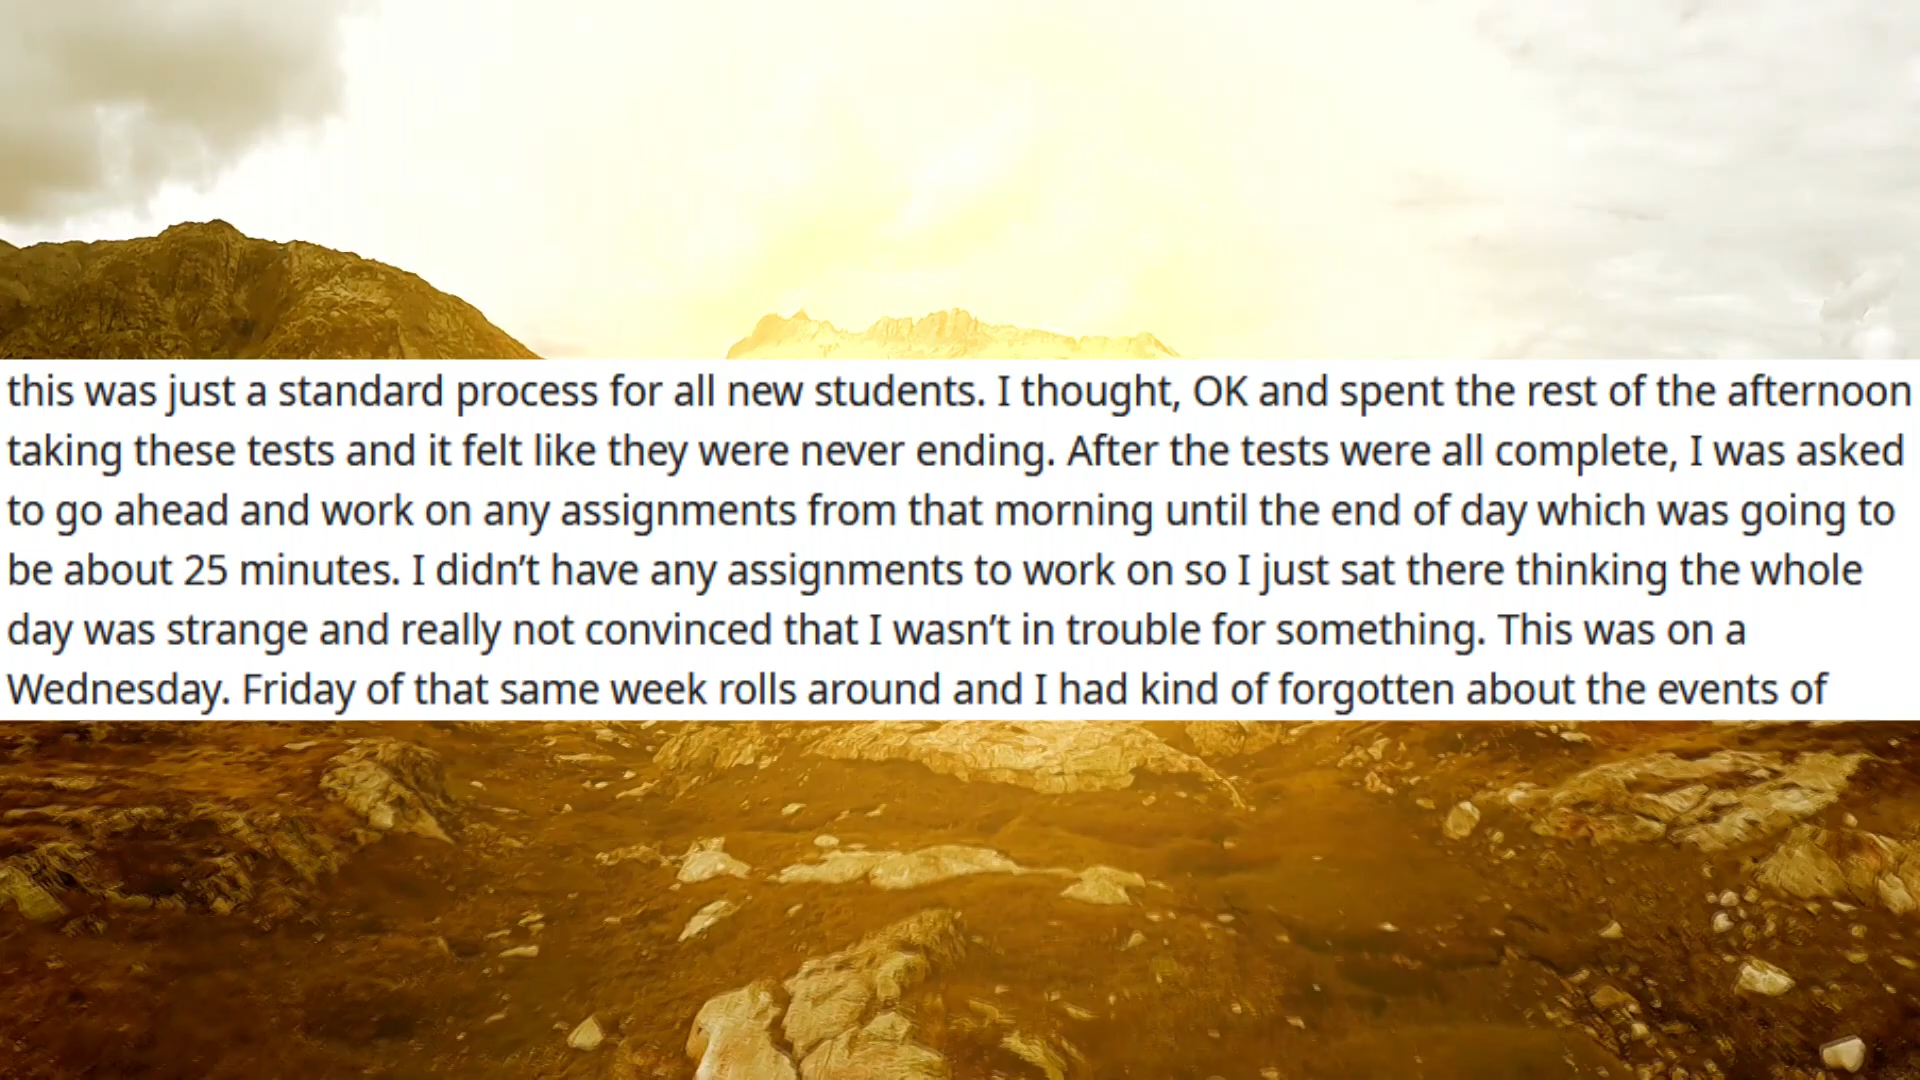 this was just a standard process for all new students. I thought, OK and spent the rest of the afternoon
taking these tests and it felt like they were never ending. After the tests were all complete, I was asked
to go ahead and work on any assignments from that morning until the end of day which was going to
be about 25 minutes. I didn’t have any assignments to work on so I just sat there thinking the whole
day was strange and really not convinced that I wasn’t in trouble for something. This was on a
Wednesday. Friday of that same week rolls around and I had kind of forgotten about the events of